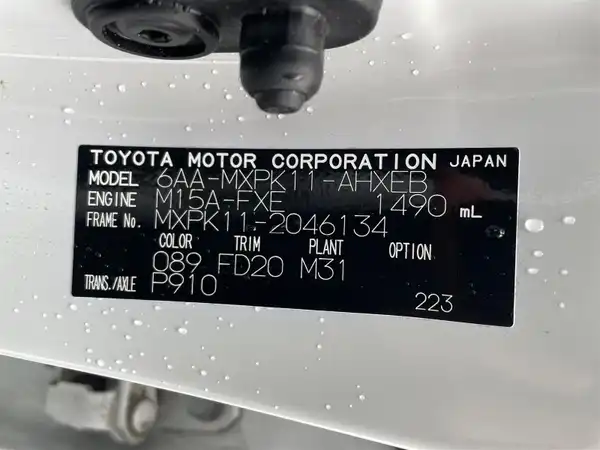 TOYOTA MOTOR CORPORATION JAPAN
MODEL 6AA-MXPK11-AHXEB
ENGINE M15A-FXE 1490 mL
FRAME No. MXPK11-2046134
COLOR TRIM PLANT OPTION
089 FD20 M31
TRANS./AXLE P910
223